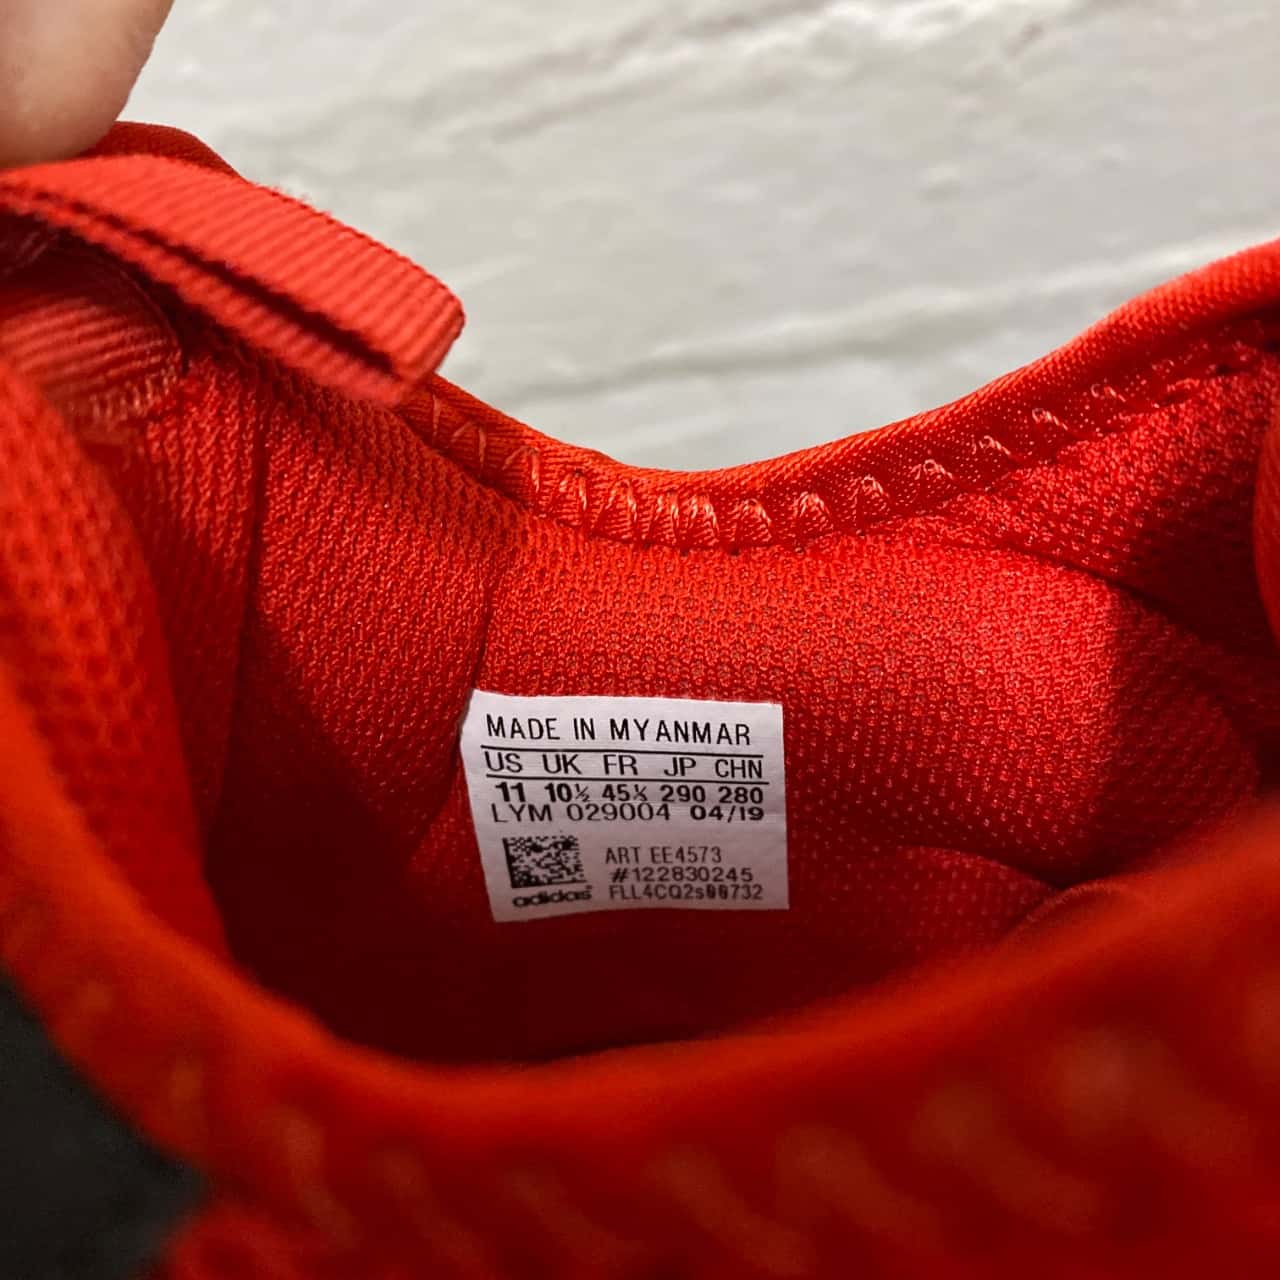 MADE IN MYANMAR
US UK FR JP CHN
11 10½ 45⅓ 290 280
LYM 029004 04/19
ART EE4573
#122830245
adidas FLL4CQ2s00732